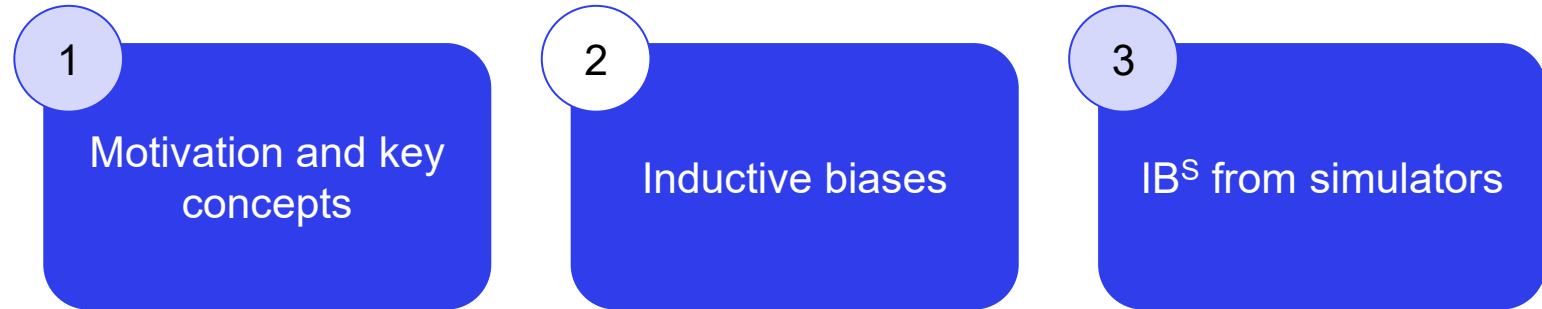 1
Motivation and key
concepts
2
Inductive biases
3
IBˢ from simulators